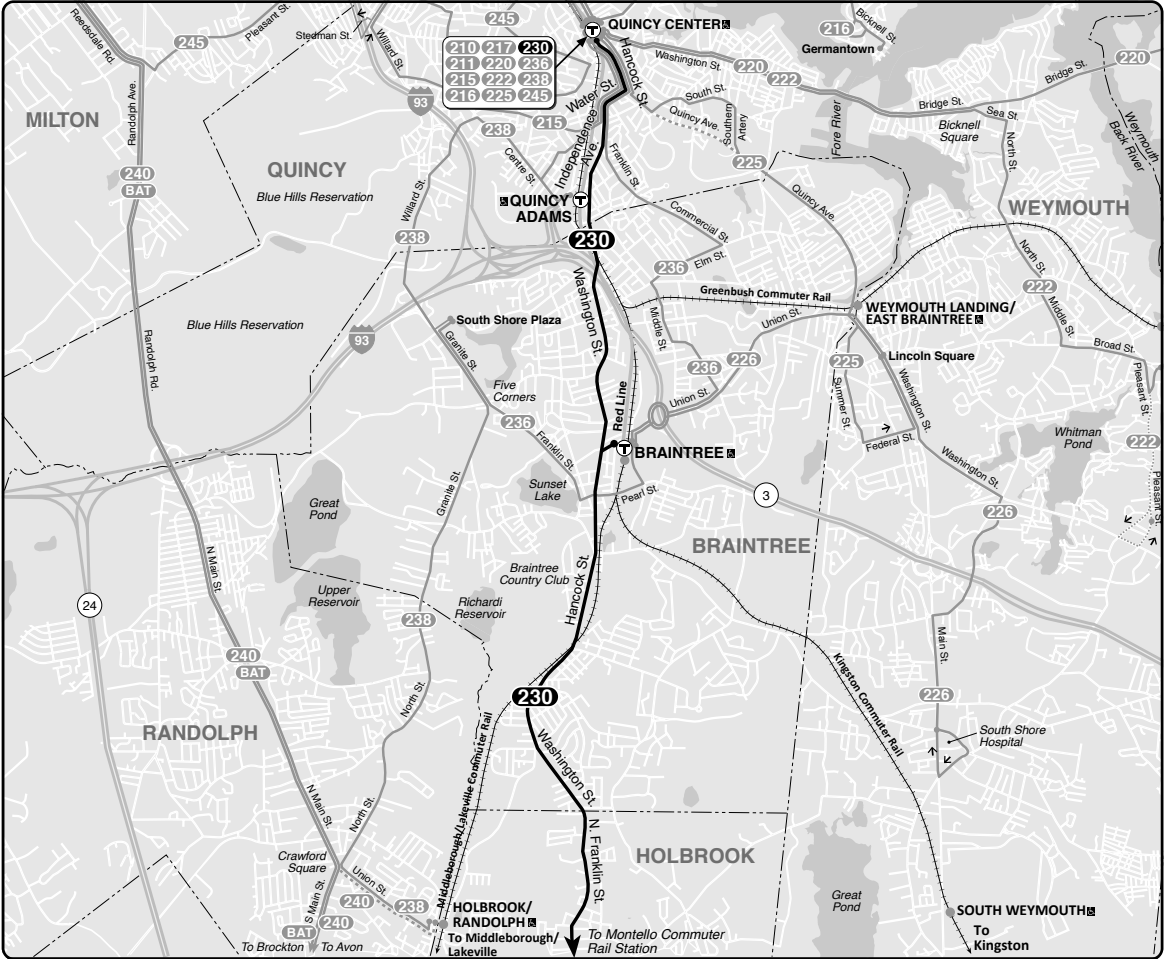 Reedsdale Rd.
245
Pleasant St.
Stedman St.
Willard St.
245
210 217 230
211 220 236
215 222 238
216 225 245
QUINCY CENTER
Hancock St.
Washington St.
220
222
216
Bicknell St.
Germantown
220
Bridge St.
Bridge St.
Sea St.
Bicknell
Square
Fore River
Weymouth
Back River
North St.
MILTON
Randolph Ave.
240
BAT
93
QUINCY
Blue Hills Reservation
238
Water St.
215
Centre St.
Independence
Ave.
South St.
Quincy Ave.
Southern
Artery
225
Franklin St.
Willard St.
238
QUINCY
ADAMS
230
Commercial St.
Elm St.
236
Quincy Ave.
WEYMOUTH
North St.
222
Middle St.
Broad St.
Pleasant St.
222
Pleasant St.
Greenbush Commuter Rail
WEYMOUTH LANDING/
EAST BRAINTREE
Lincoln Square
Union St.
225
Summer St.
Washington St.
Federal St.
Washington St.
Whitman
Pond
Blue Hills Reservation
93
South Shore Plaza
Granite St.
Washington St.
Middle St.
236
226
Union St.
Five
Corners
236
Franklin St.
Red Line
BRAINTREE
Randolph Rd.
Granite St.
Sunset
Lake
Pearl St.
3
226
Great
Pond
BRAINTREE
N Main St.
Upper
Reservoir
Richardi
Reservoir
Braintree
Country Club
Hancock St.
24
238
240
BAT
Main St.
226
South Shore
Hospital
Kingston Commuter Rail
North St.
230
RANDOLPH
Washington St.
Middleborough/Lakeville Commuter Rail
N Main St.
North St.
N. Franklin St.
HOLBROOK
Crawford
Square
Union St.
240
238
S Main St.
240
BAT
To Brockton
To Avon
HOLBROOK/
RANDOLPH
To Middleborough/
Lakeville
To Montello Commuter
Rail Station
Great
Pond
SOUTH WEYMOUTH
To
Kingston